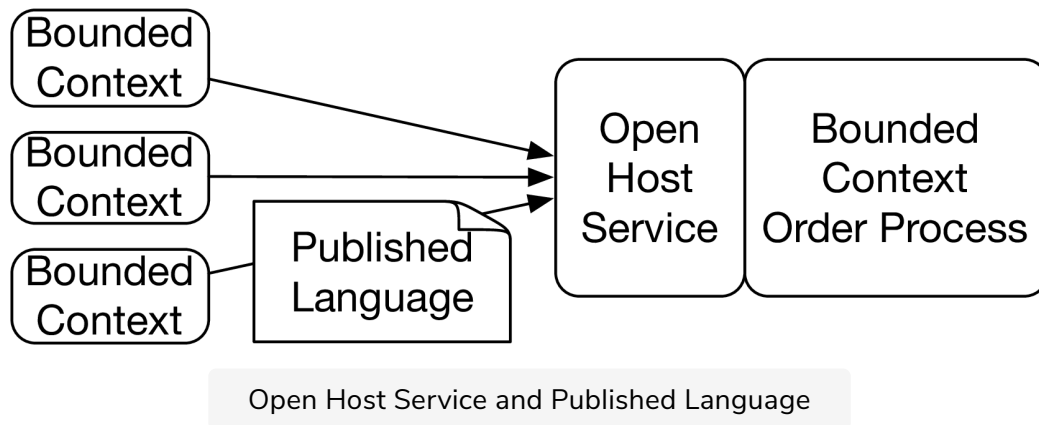 Bounded
Context
Bounded
Context
Bounded
Context
Published
Language
Open
Host
Service
Bounded
Context
Order Process
Open Host Service and Published Language